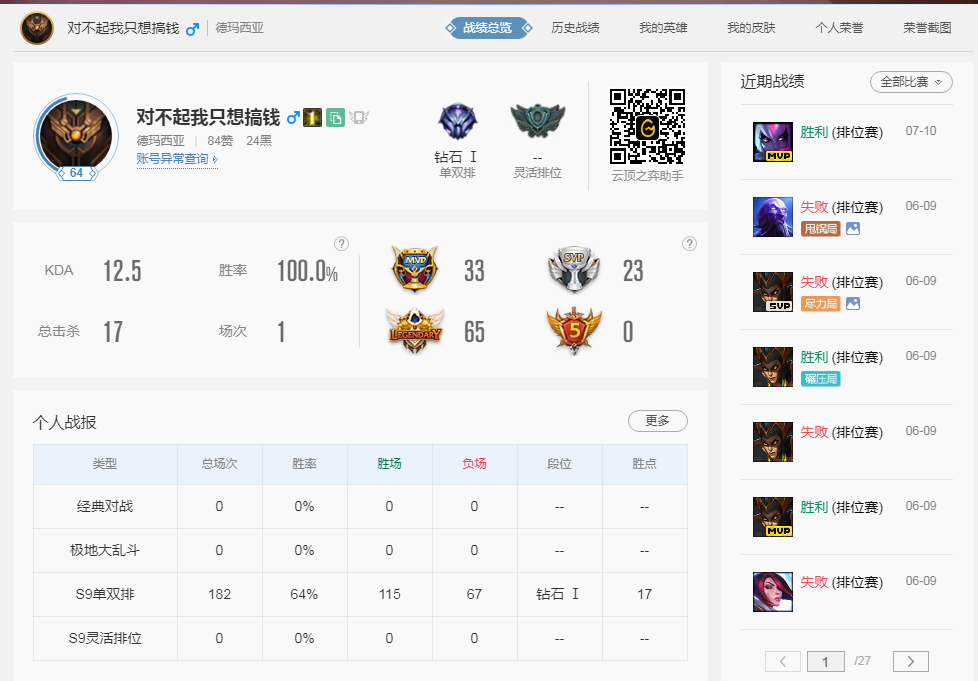 对不起我只想搞钱 德玛西亚 战绩总览 历史战绩 我的英雄 我的皮肤 个人荣誉 荣誉截图
对不起我只想搞钱
德玛西亚 84赞 24黑
账号异常查询
64
钻石 I
单双排
--
灵活排位
云顶之弈助手
KDA 12.5 胜率 100.0% MVP 33 SVP 23
总击杀 17 场次 1 LEGENDARY 65 5 0
个人战报 更多
类型 总场次 胜率 胜场 负场 段位 胜点
经典对战 0 0% 0 0 -- --
极地大乱斗 0 0% 0 0 -- --
S9单双排 182 64% 115 67 钻石 I 17
S9灵活排位 0 0% 0 0 -- --
近期战绩 全部比赛
胜利 (排位赛) 07-10
MVP
失败 (排位赛) 06-09
甩锅局
失败 (排位赛) 06-09
SVP 尽力局
胜利 (排位赛) 06-09
碾压局
失败 (排位赛) 06-09
胜利 (排位赛) 06-09
MVP
失败 (排位赛) 06-09
< 1 /27 >